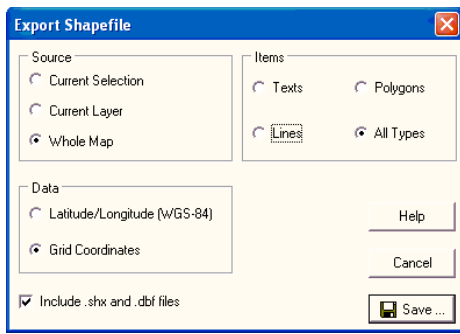 Export Shapefile
Source
Current Selection
Current Layer
Whole Map
Items
Texts
Polygons
Lines
All Types
Data
Latitude/Longitude (WGS-84)
Grid Coordinates
Help
Cancel
Include .shx and .dbf files
Save ...